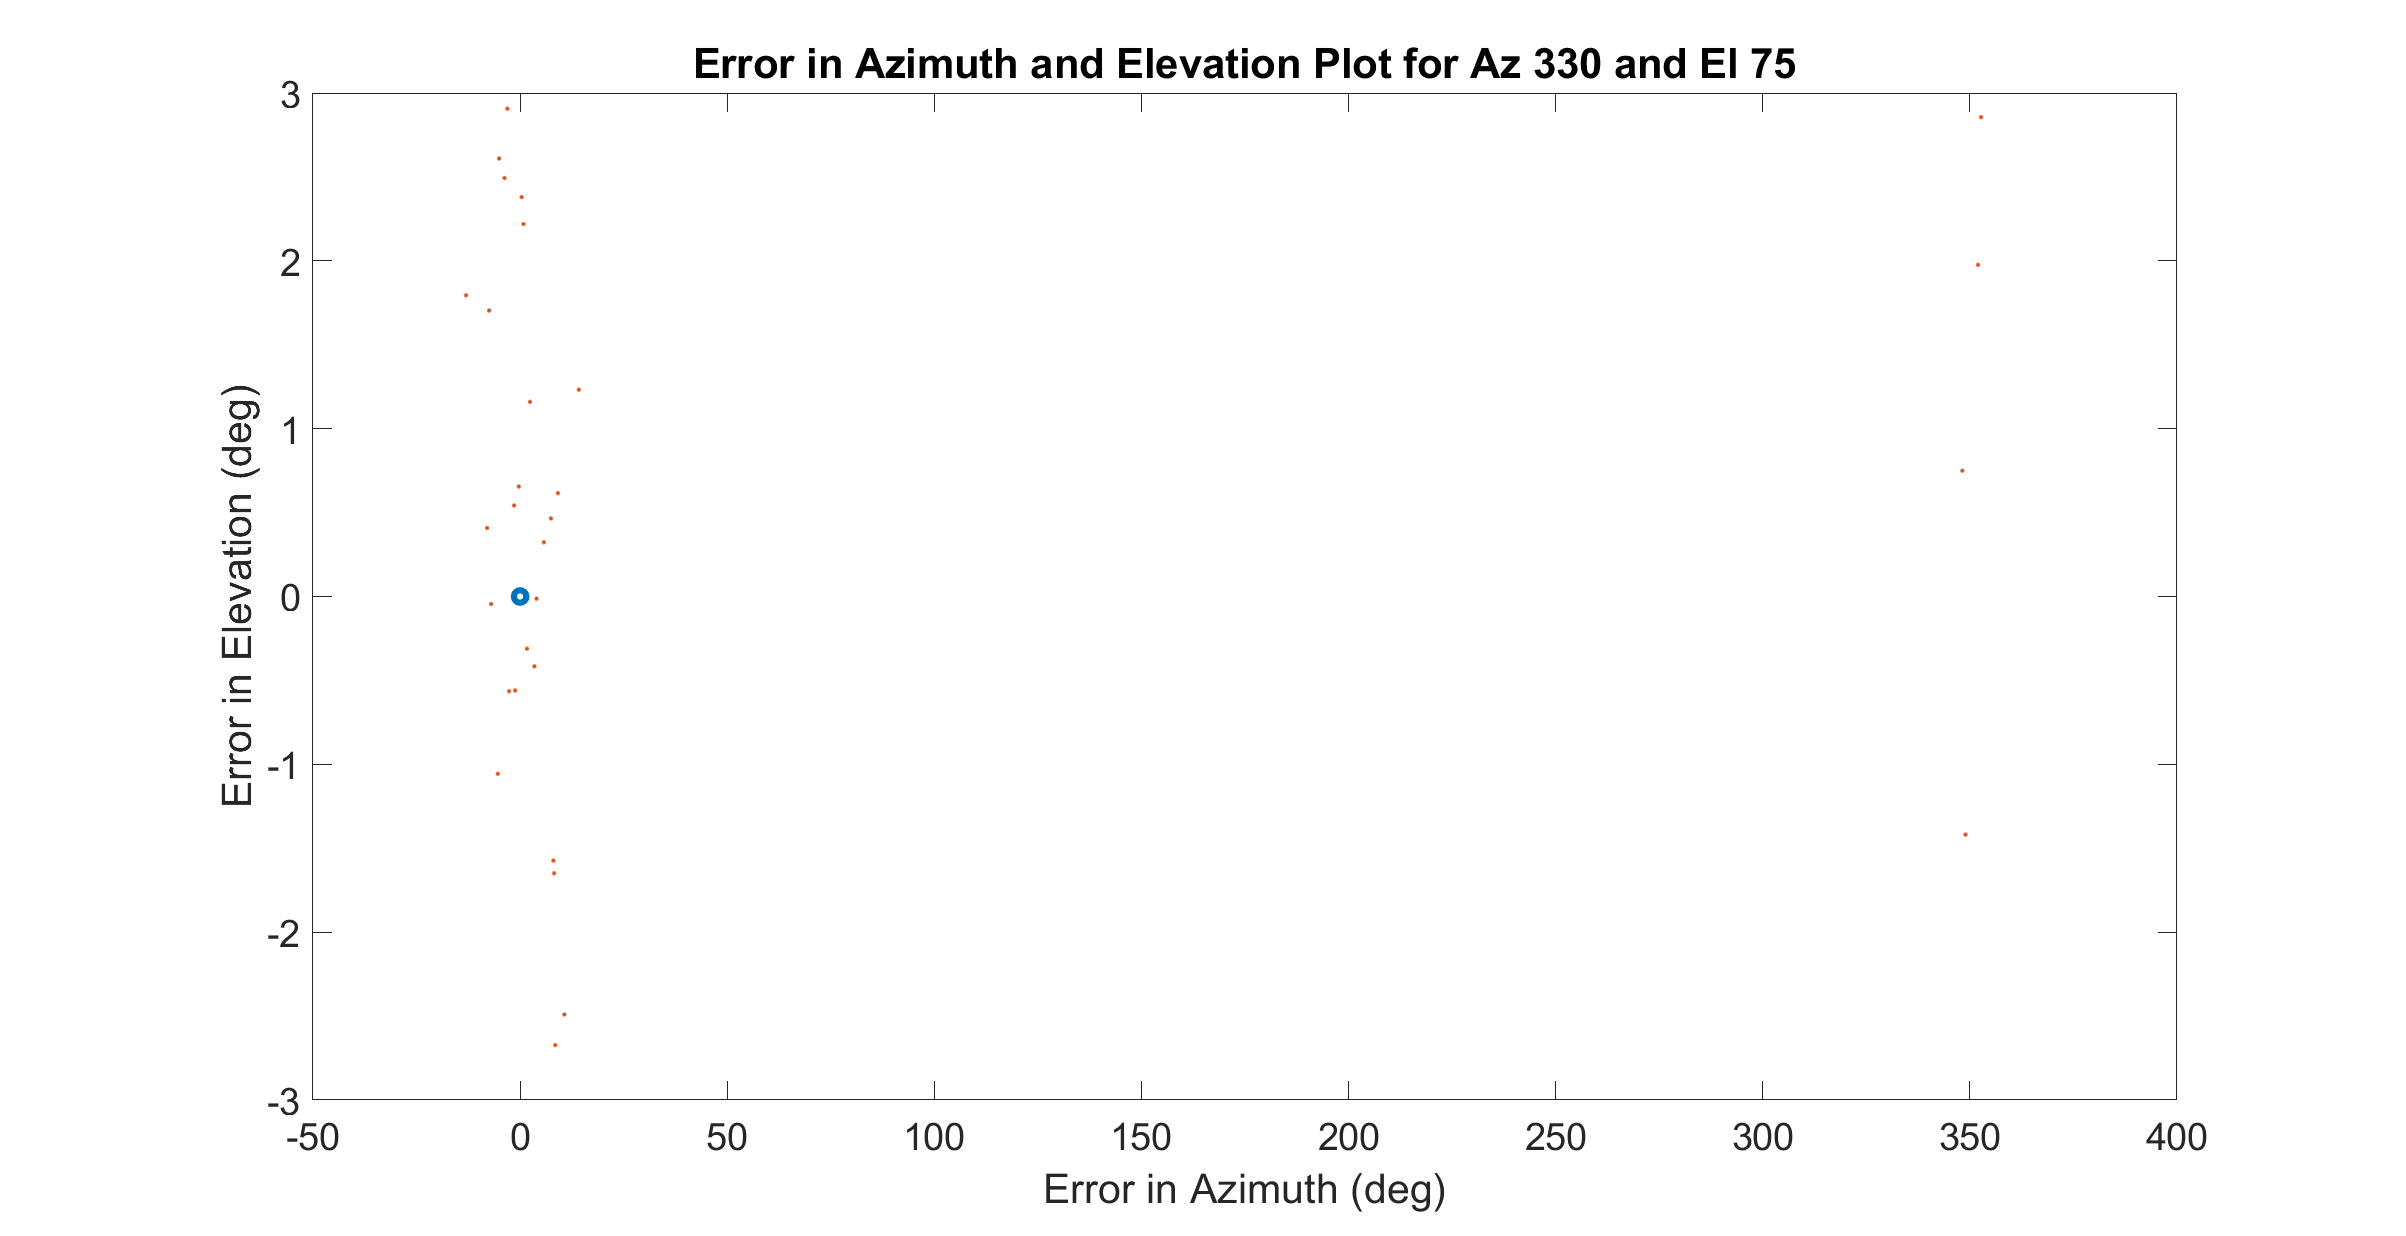 Error in Azimuth and Elevation Plot for Az 330 and El 75
3
2
1
0
-1
-2
-3
Error in Elevation (deg)
-50 0 50 100 150 200 250 300 350 400
Error in Azimuth (deg)